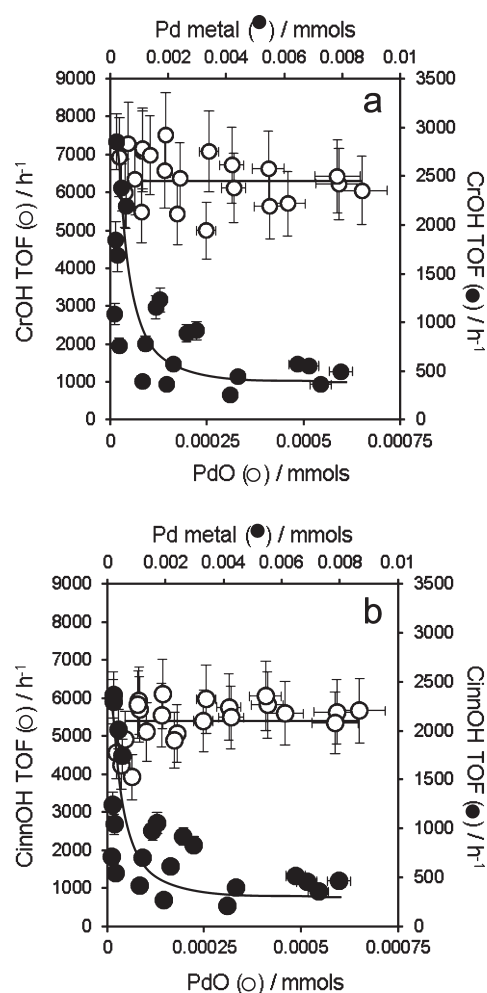 Pd metal (●) / mmols
0 0.002 0.004 0.006 0.008 0.01
a
9000
8000
7000
6000
5000
4000
3000
2000
1000
0
3500
3000
2500
2000
1500
1000
500
0
CrOH TOF (○) / h-1
CrOH TOF (●) / h-1
0 0.00025 0.0005 0.00075
PdO (○) / mmols
Pd metal (●) / mmols
0 0.002 0.004 0.006 0.008 0.01
b
9000
8000
7000
6000
5000
4000
3000
2000
1000
0
3500
3000
2500
2000
1500
1000
500
0
CinnOH TOF (○) / h-1
CinnOH TOF (●) / h-1
0 0.00025 0.0005 0.00075
PdO (○) / mmols